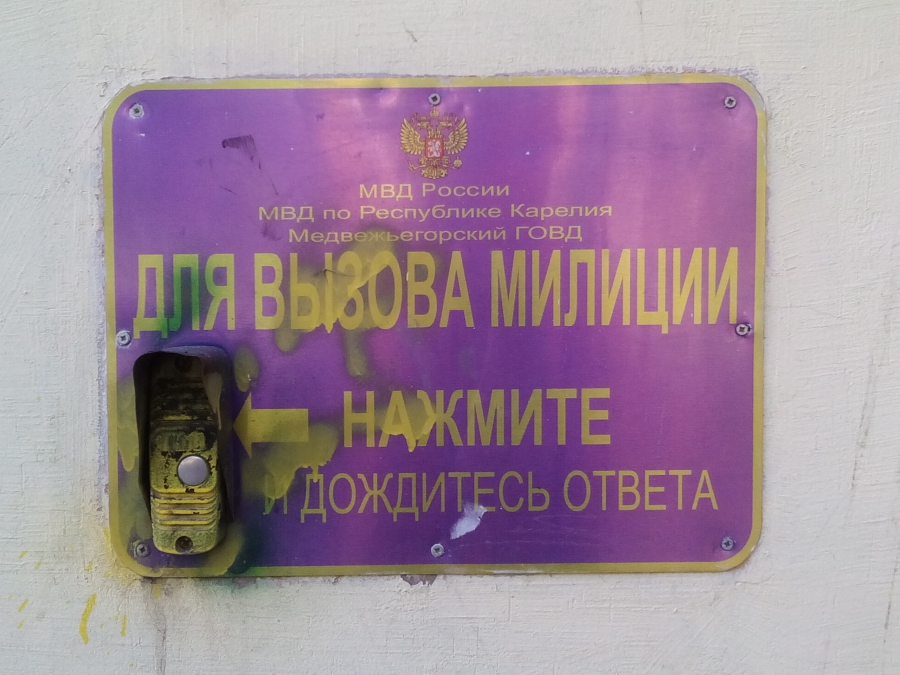 МВД России
МВД по Республике Карелия
Медвежьегорский ГОВД
ДЛЯ ВЫЗОВА МИЛИЦИИ
НАЖМИТЕ
И ДОЖДИТЕСЬ ОТВЕТА